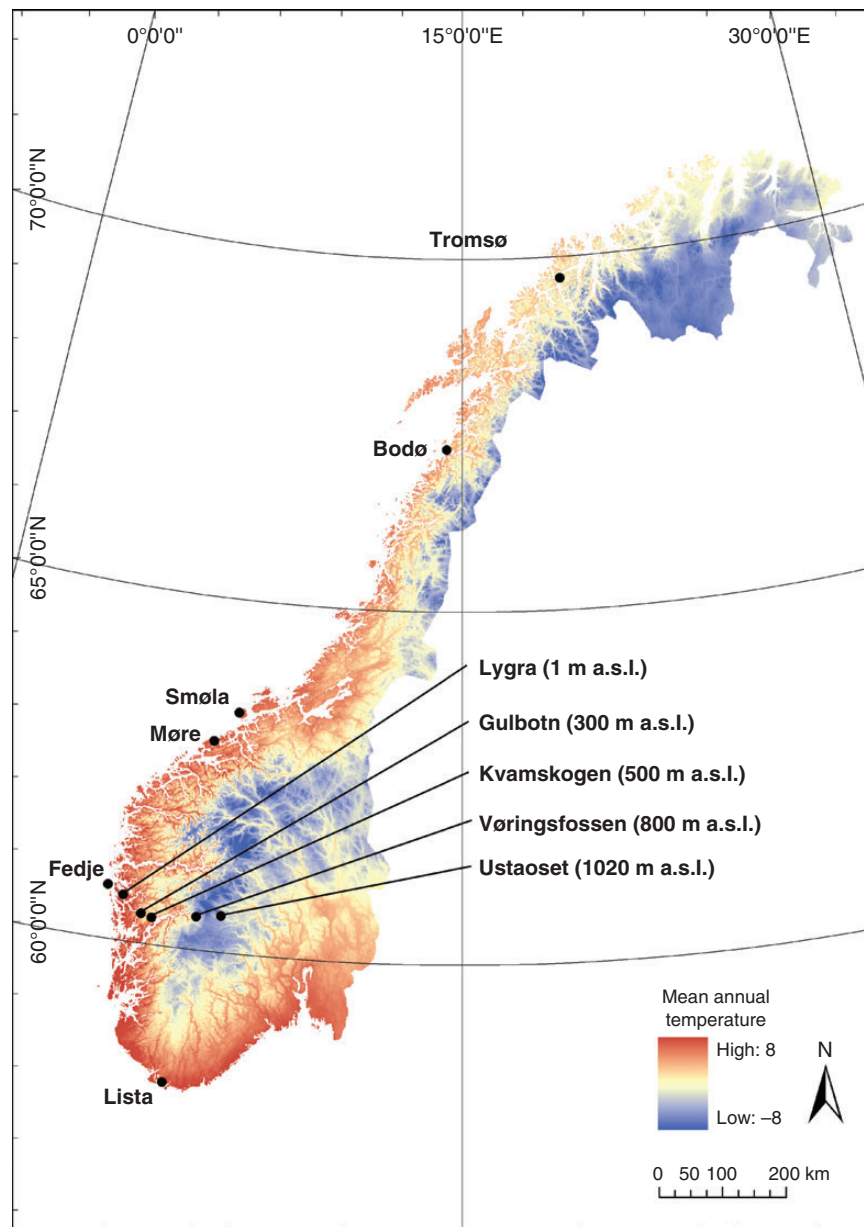 0°0'0" 15°0'0"E 30°0'0"E
70°0'0"N
Tromsø
Bodø
65°0'0"N
Lygra (1 m a.s.l.)
Smøla
Gulbotn (300 m a.s.l.)
Møre
Kvamskogen (500 m a.s.l.)
Vøringsfossen (800 m a.s.l.)
Fedje
Ustaoset (1020 m a.s.l.)
60°0'0"N
Mean annual
temperature
High: 8
N
Low: –8
Lista
0 50 100 200 km